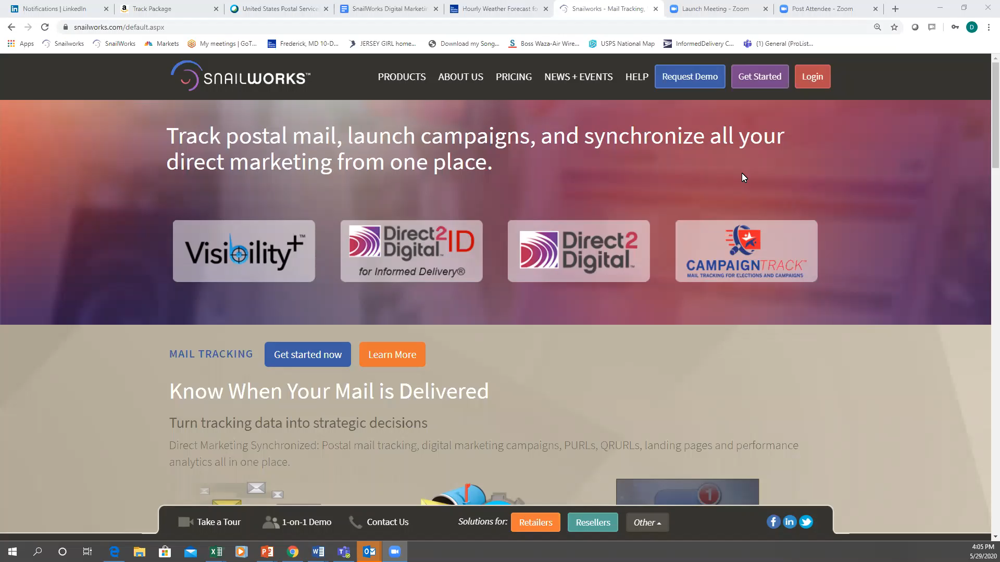 Notifications | LinkedIn
Track Package
United States Postal Service
SnailWorks Digital Marketin
Hourly Weather Forecast fo
Snailworks - Mail Tracking,
Launch Meeting - Zoom
Post Attendee - Zoom
snailworks.com/default.aspx
D
Apps
Snailworks
SnailWorks
Markets
My meetings | GoT...
Frederick, MD 10-D...
JERSEY GIRL home...
Download my Song...
Boss Waza-Air Wire...
USPS National Map
InformedDelivery C...
(1) General (ProList...
SNAILWORKS™
PRODUCTS
ABOUT US
PRICING
NEWS + EVENTS
HELP
Request Demo
Get Started
Login
Track postal mail, launch campaigns, and synchronize all your
direct marketing from one place.
Visibility+™
Direct2
Digital™ ID
for Informed Delivery®
Direct2
Digital™
CAMPAIGNTRACK™
MAIL TRACKING FOR ELECTIONS AND CAMPAIGNS
MAIL TRACKING
Get started now
Learn More
Know When Your Mail is Delivered
Turn tracking data into strategic decisions
Direct Marketing Synchronized: Postal mail tracking, digital marketing campaigns, PURLs, QRURLs, landing pages and performance
analytics all in one place.
1
Take a Tour
1-on-1 Demo
Contact Us
Solutions for:
Retailers
Resellers
Other
4:05 PM
5/29/2020